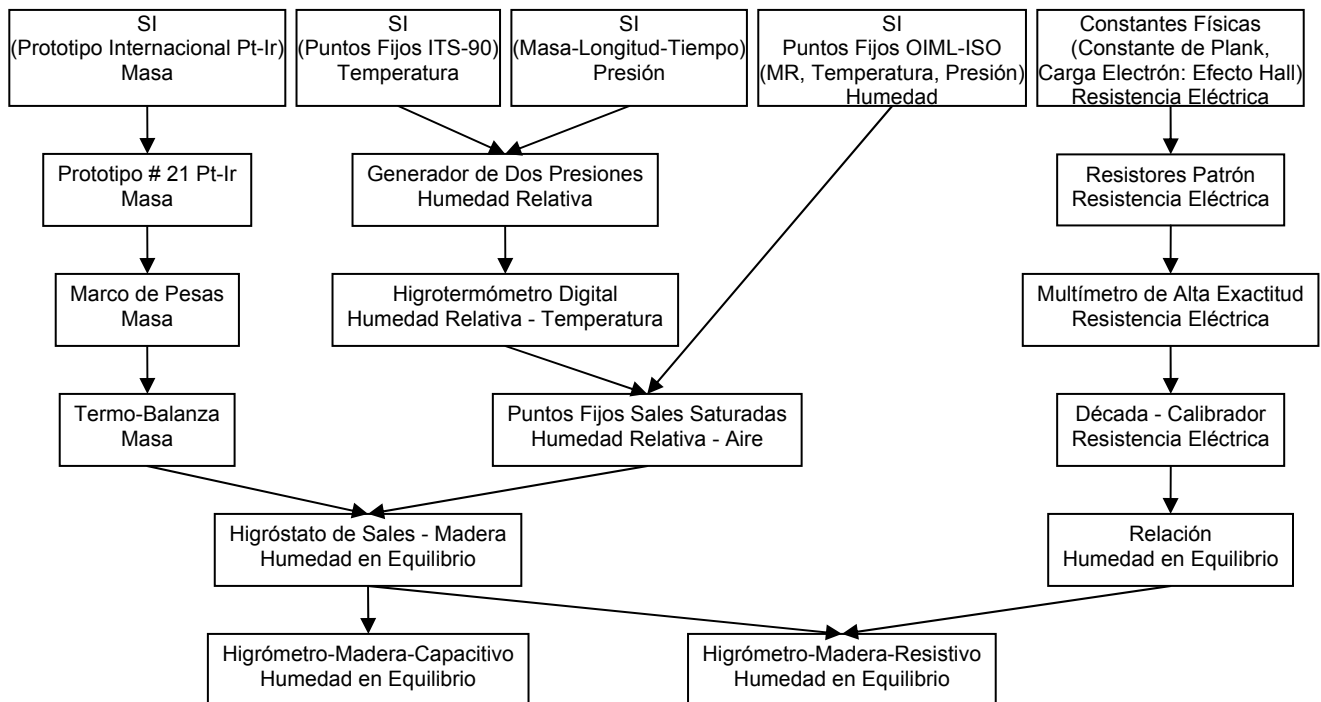 SI
(Prototipo Internacional Pt-Ir)
Masa
SI
(Puntos Fijos ITS-90)
Temperatura
SI
(Masa-Longitud-Tiempo)
Presión
SI
Puntos Fijos OIML-ISO
(MR, Temperatura, Presión)
Humedad
Constantes Físicas
(Constante de Plank,
Carga Electrón: Efecto Hall)
Resistencia Eléctrica
Prototipo # 21 Pt-Ir
Masa
Generador de Dos Presiones
Humedad Relativa
Resistores Patrón
Resistencia Eléctrica
Marco de Pesas
Masa
Higrotermómetro Digital
Humedad Relativa - Temperatura
Multímetro de Alta Exactitud
Resistencia Eléctrica
Termo-Balanza
Masa
Puntos Fijos Sales Saturadas
Humedad Relativa - Aire
Década - Calibrador
Resistencia Eléctrica
Higróstato de Sales - Madera
Humedad en Equilibrio
Relación
Humedad en Equilibrio
Higrómetro-Madera-Capacitivo
Humedad en Equilibrio
Higrómetro-Madera-Resistivo
Humedad en Equilibrio